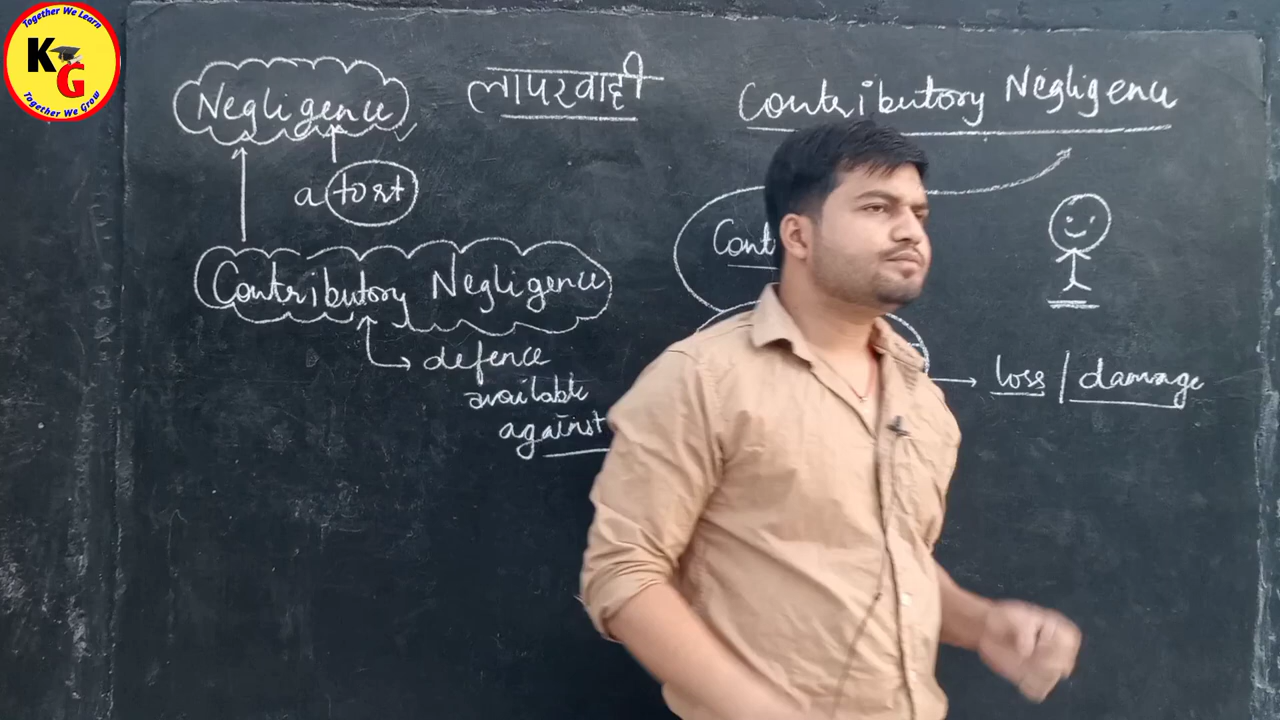 Together We Learn
KG
Together We Grow
Negligence
a tort
लापरवाही
Contributory Negligence
Contributory Negligence
defence
available
against
Cont
loss / damage